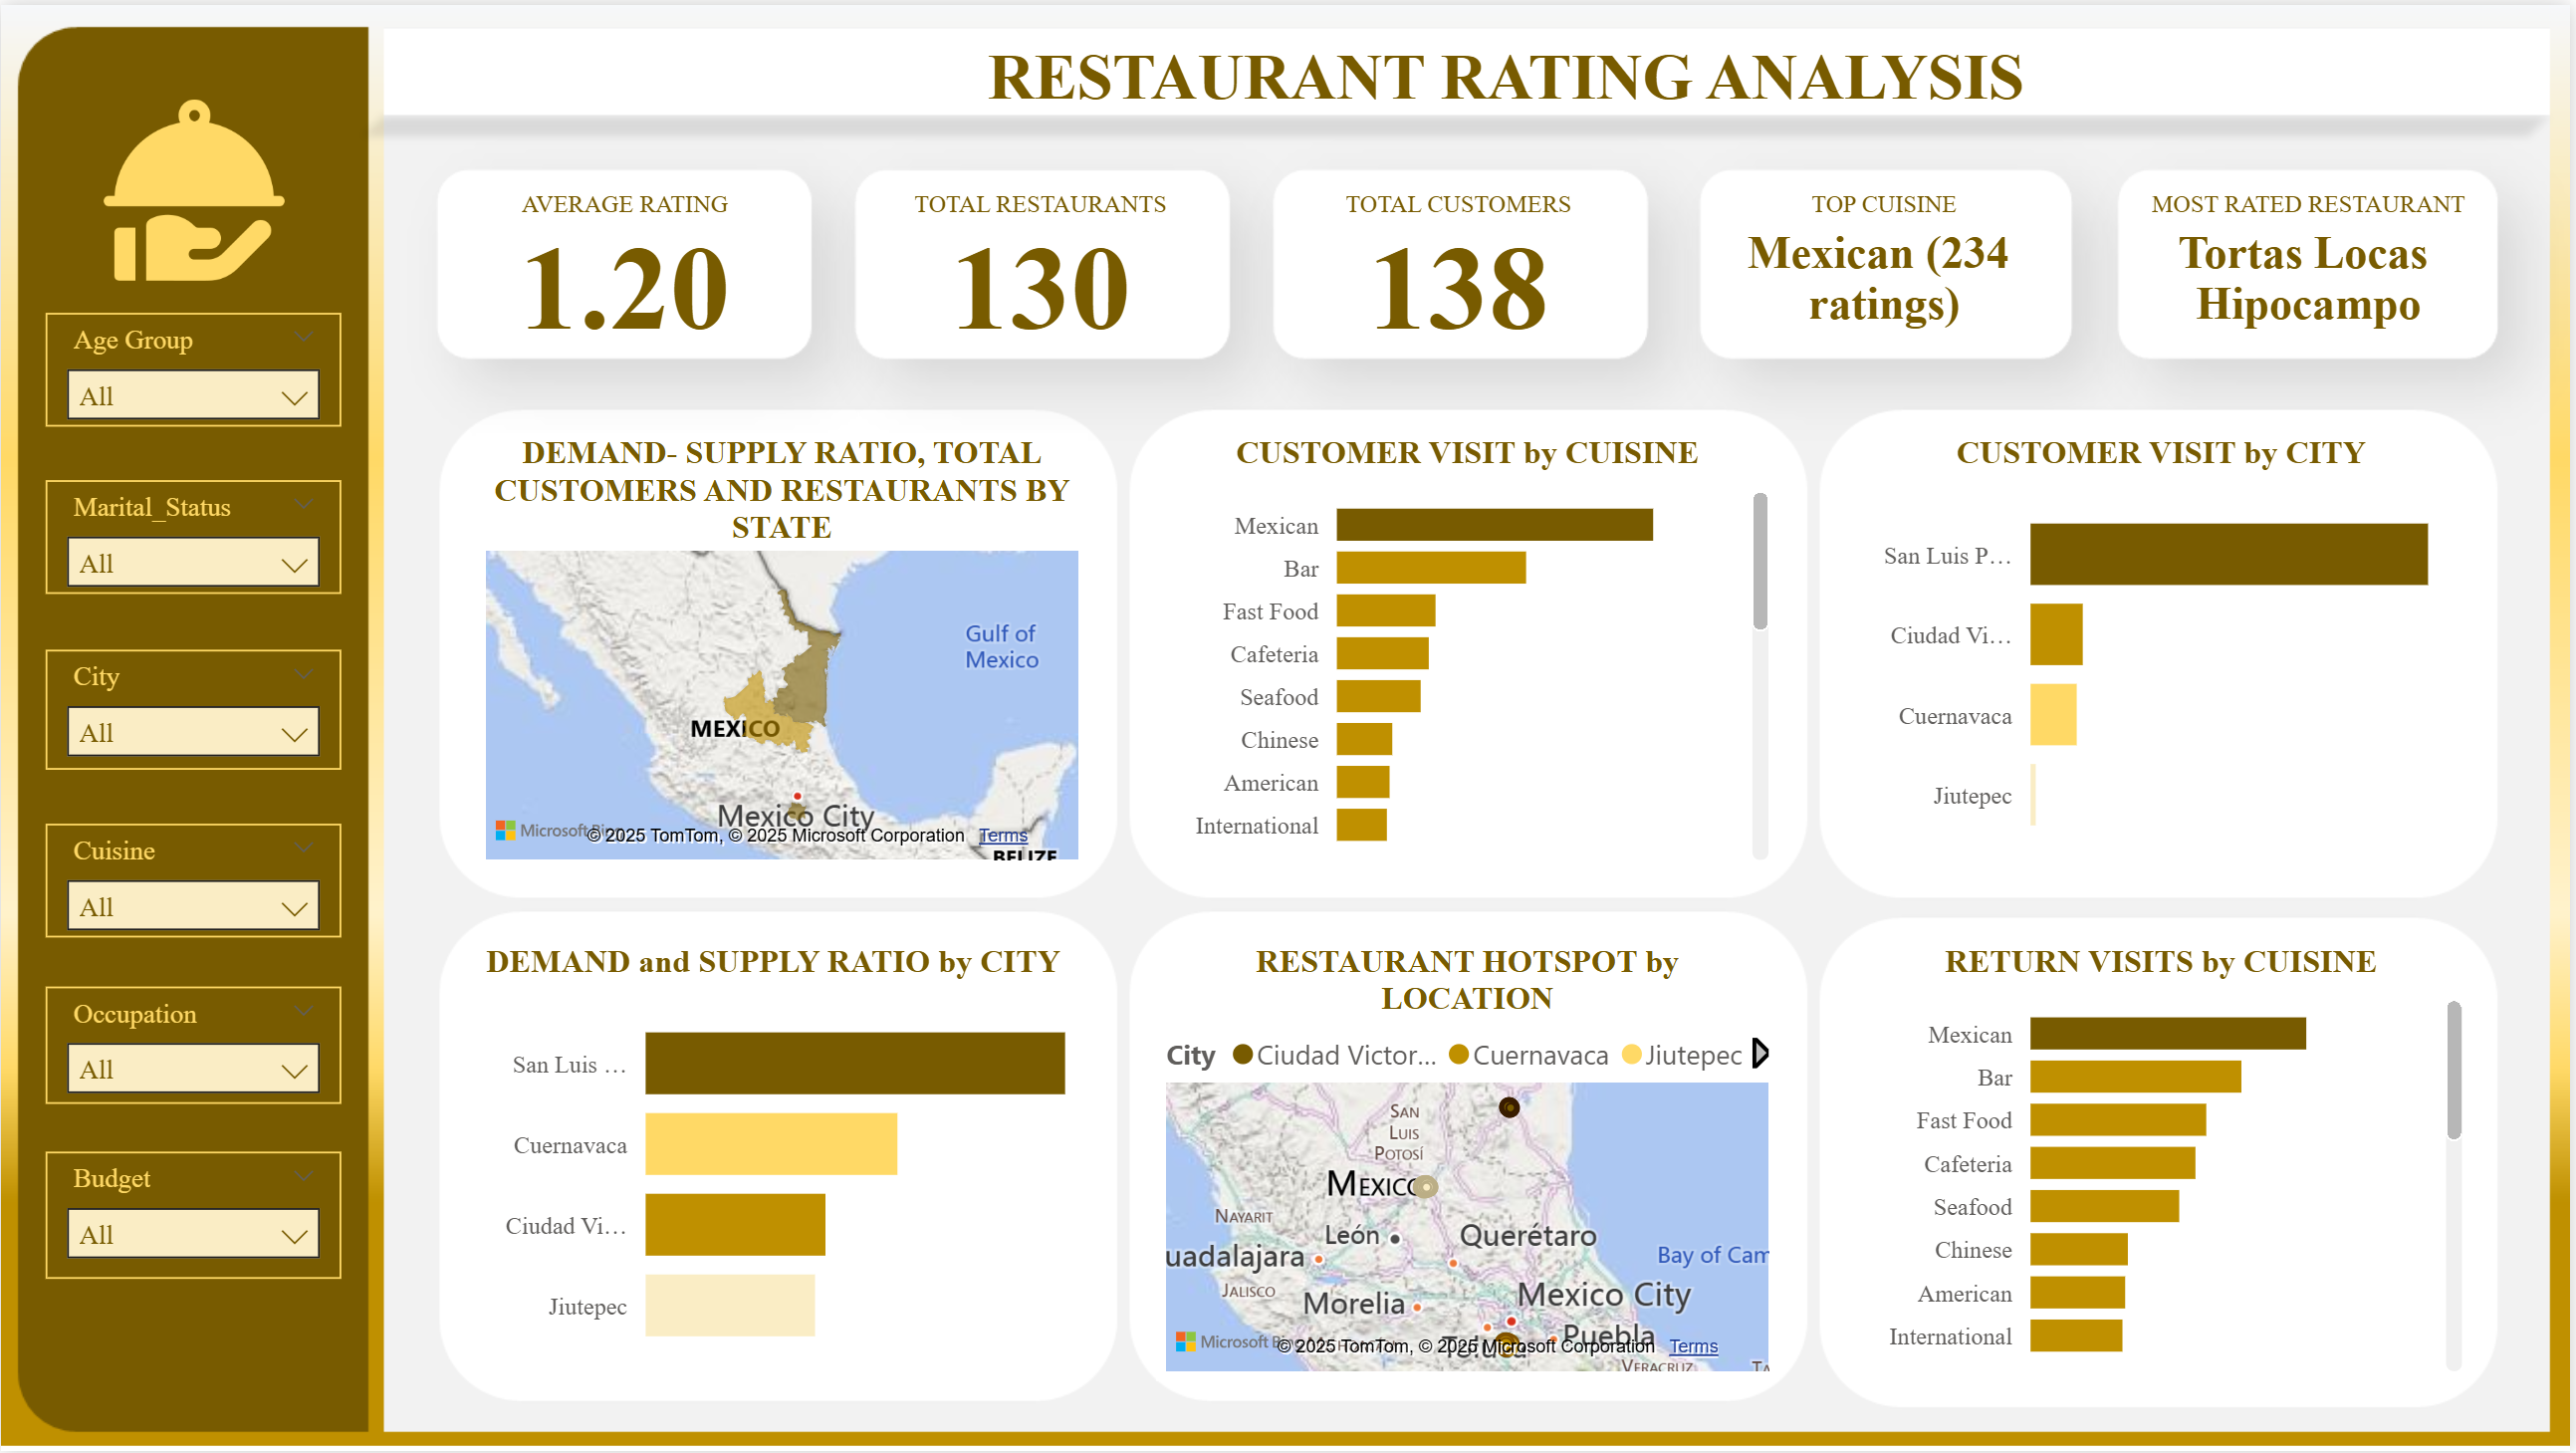 RESTAURANT RATING ANALYSIS
AVERAGE RATING
1.20
TOTAL RESTAURANTS
130
TOTAL CUSTOMERS
138
TOP CUISINE
Mexican (234
ratings)
MOST RATED RESTAURANT
Tortas Locas
Hipocampo
Age Group
All
Marital_Status
All
City
All
Cuisine
All
Occupation
All
Budget
All
DEMAND- SUPPLY RATIO, TOTAL
CUSTOMERS AND RESTAURANTS BY
STATE
Gulf of
Mexico
MEXICO
Mexico City
Microsoft
© 2025 TomTom, © 2025 Microsoft Corporation Terms
BELIZE
CUSTOMER VISIT by CUISINE
Mexican
Bar
Fast Food
Cafeteria
Seafood
Chinese
American
International
CUSTOMER VISIT by CITY
San Luis P…
Ciudad Vi…
Cuernavaca
Jiutepec
DEMAND and SUPPLY RATIO by CITY
San Luis …
Cuernavaca
Ciudad Vi…
Jiutepec
RESTAURANT HOTSPOT by
LOCATION
City Ciudad Victor... Cuernavaca Jiutepec
SAN
LUIS
POTOSÍ
MEXICO
NAYARIT
León
Querétaro
uadalajara
Bay of Cam
JALISCO
Morelia
Mexico City
Puebla
Toluca
Microsoft
© 2025 TomTom, © 2025 Microsoft Corporation Terms
VERACRUZ
TA
RETURN VISITS by CUISINE
Mexican
Bar
Fast Food
Cafeteria
Seafood
Chinese
American
International